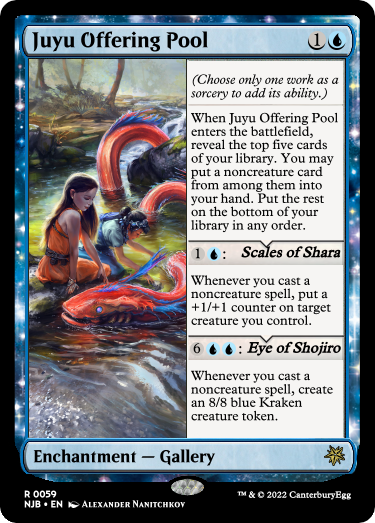 Juyu Offering Pool 1
(Choose only one work as a
sorcery to add its ability.)
When Juyu Offering Pool
enters the battlefield,
reveal the top five cards
of your library. You may
put a noncreature card
from among them into
your hand. Put the rest
on the bottom of your
library in any order.
1 : Scales of Shara
Whenever you cast a
noncreature spell, put a
+1/+1 counter on target
creature you control.
6 : Eye of Shojiro
Whenever you cast a
noncreature spell, create
an 8/8 blue Kraken
creature token.
Enchantment — Gallery
R 0059
NJB • EN Alexander Nanitchkov
™ & © 2022 CanterburyEgg